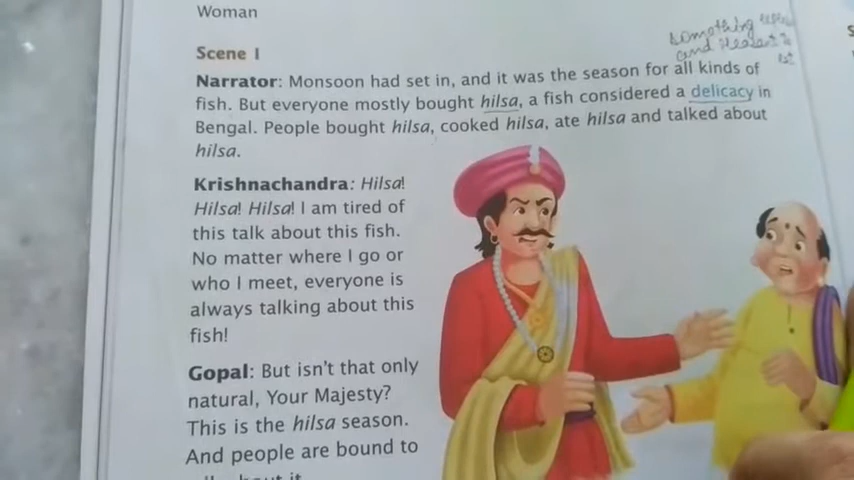 Woman
something
and pleasant to
Scene I
Narrator: Monsoon had set in, and it was the season for all kinds of
fish. But everyone mostly bought hilsa, a fish considered a delicacy in
Bengal. People bought hilsa, cooked hilsa, ate hilsa and talked about
hilsa.
Krishnachandra: Hilsa!
Hilsa! Hilsa! I am tired of
this talk about this fish.
No matter where I go or
who I meet, everyone is
always talking about this
fish!
Gopal: But isn't that only
natural, Your Majesty?
This is the hilsa season.
And people are bound to